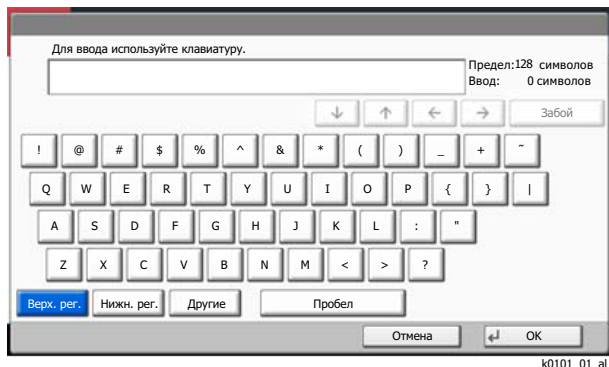 Для ввода используйте клавиатуру.
Предел:128 символов
Ввод: 0 символов
↓ ↑ ← → Забой
! @ # $ % ^ & * ( ) _ + ~
Q W E R T Y U I O P { } |
A S D F G H J K L : "
Z X C V B N M < > ?
Верх. рег. Нижн. рег. Другие Пробел
Отмена ↵ OK
k0101_01_al